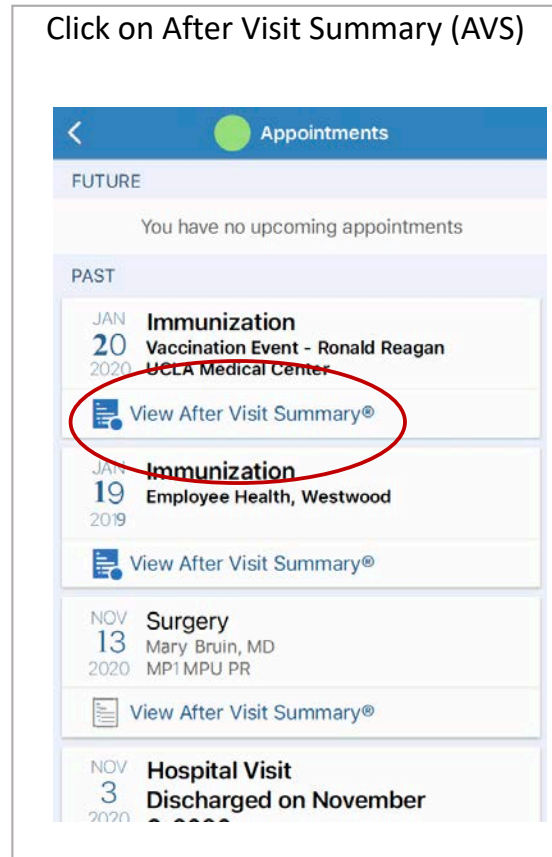 Click on After Visit Summary (AVS)
Appointments
FUTURE
You have no upcoming appointments
PAST
JAN
20
2020
Immunization
Vaccination Event - Ronald Reagan
UCLA Medical Center
View After Visit Summary®
JAN
19
2019
Immunization
Employee Health, Westwood
View After Visit Summary®
NOV
13
2020
Surgery
Mary Bruin, MD
MP1 MPU PR
View After Visit Summary®
NOV
3
2020
Hospital Visit
Discharged on November